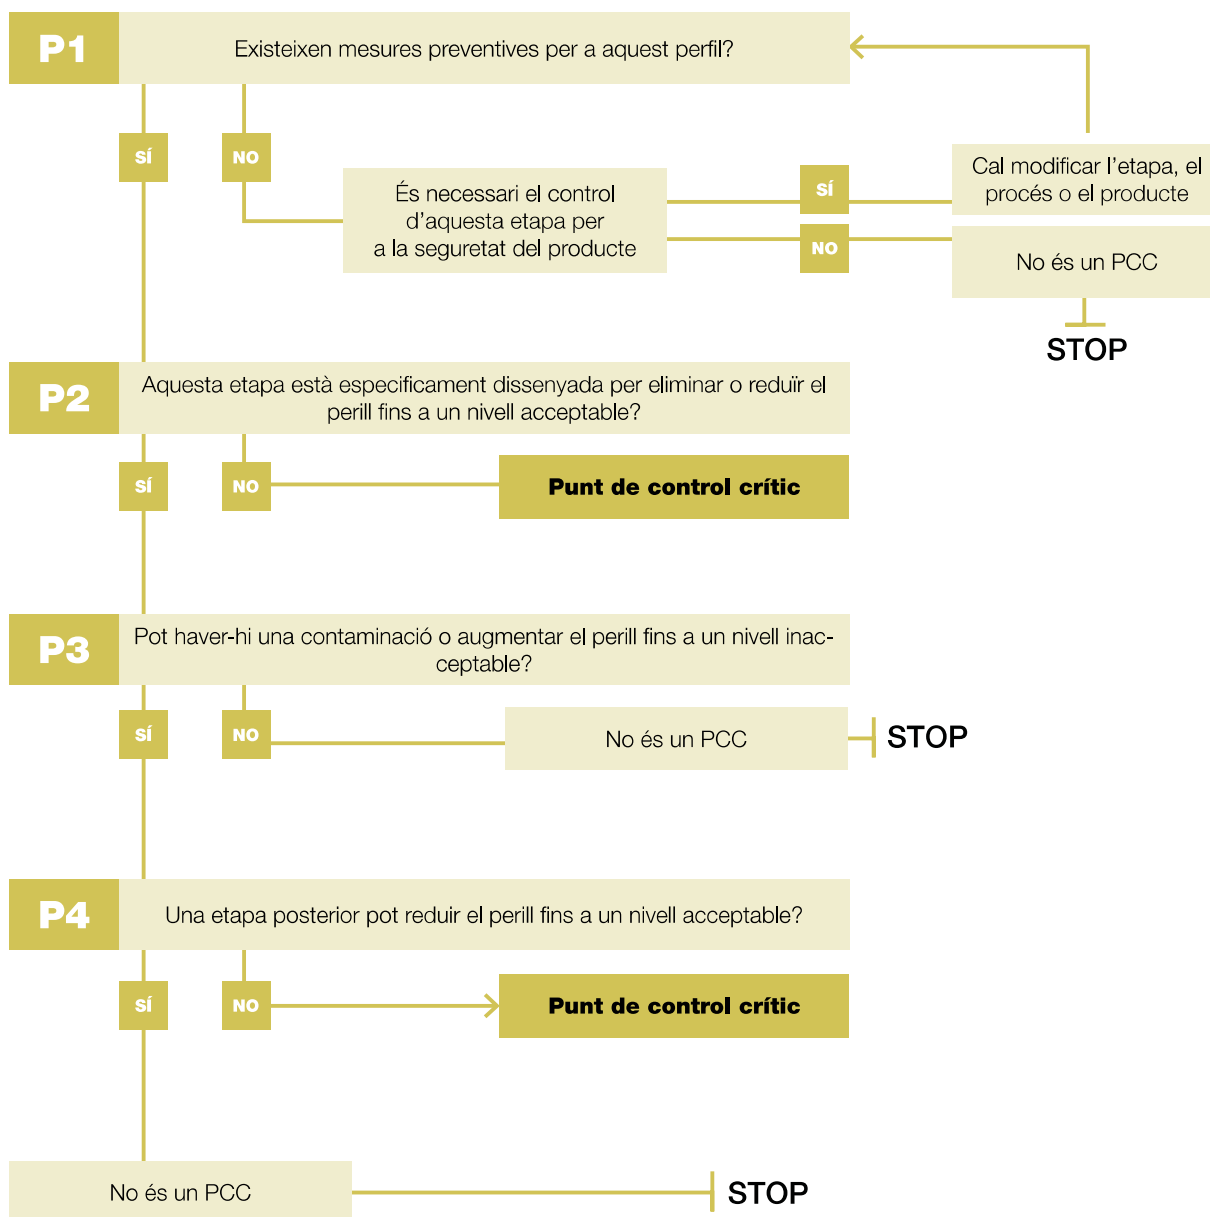 P1
Existeixen mesures preventives per a aquest perfil?
SÍ
NO
És necessari el control
d’aquesta etapa per
a la seguretat del producte
SÍ
NO
Cal modificar l’etapa, el
procés o el producte
No és un PCC
STOP
P2
Aquesta etapa està especificament dissenyada per eliminar o reduïr el
perill fins a un nivell acceptable?
SÍ
NO
Punt de control crític
P3
Pot haver-hi una contaminació o augmentar el perill fins a un nivell inac-
cceptable?
SÍ
NO
No és un PCC
STOP
P4
Una etapa posterior pot reduir el perill fins a un nivell acceptable?
SÍ
NO
Punt de control crític
No és un PCC
STOP